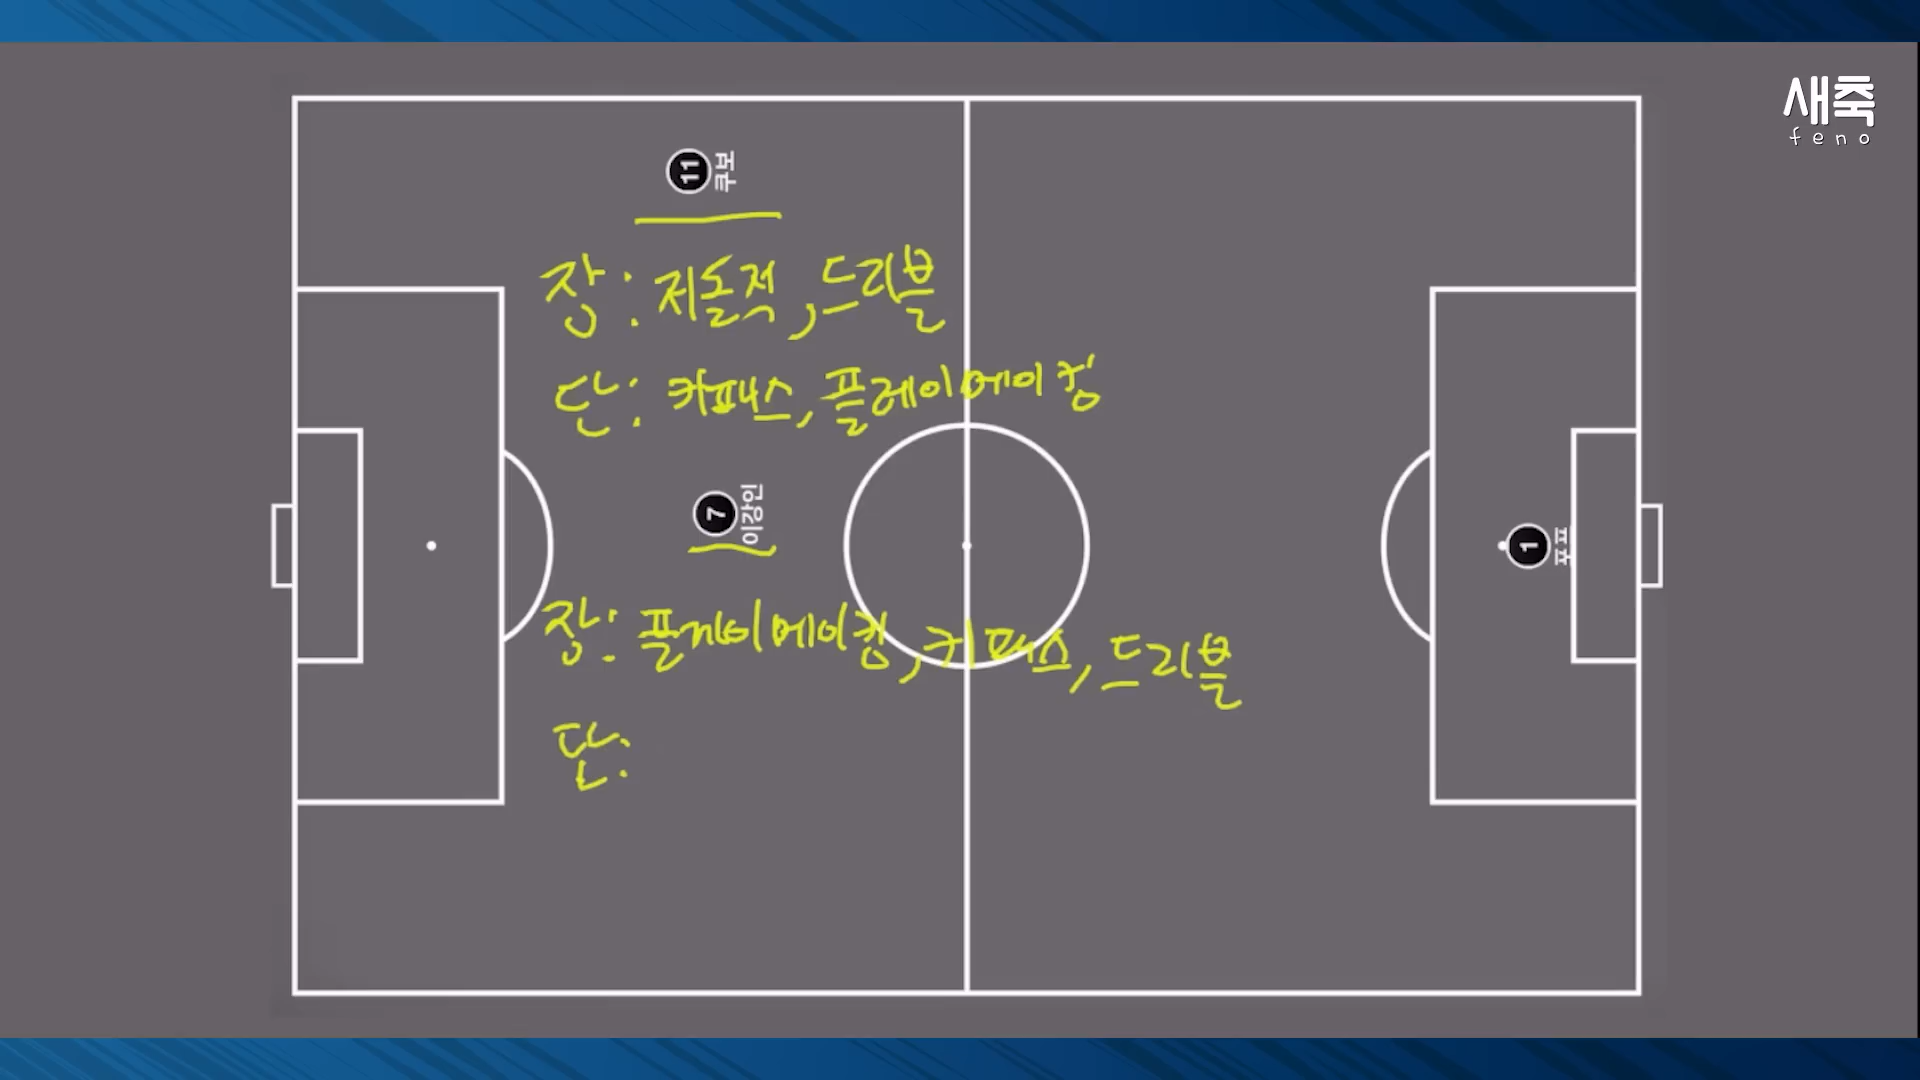 새축
feno
11
쿠보
장: 저돌적, 드리블
단: 키패스, 플레이메이킹
7
이강인
1
포프
장: 플레이메이킹, 키패스, 드리블
단: